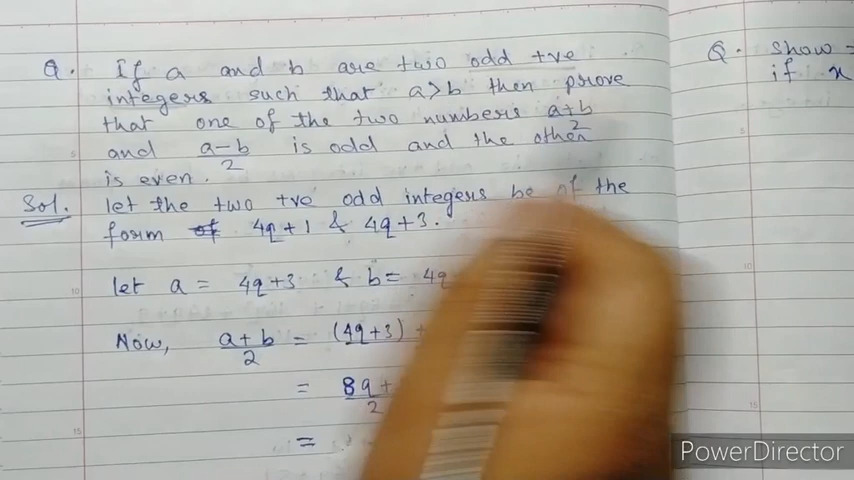 Q. If a and b are two odd +ve
integers such that a>b then prove
that one of the two numbers a+b/2
and a-b/2 is odd and the other
is even.
Sol. let the two +ve odd integers be of the
form of 4q+1 & 4q+3.
let a = 4q+3 & b = 4q
Now, a+b/2 = (4q+3) +
= 8q+ /2
=
Q. show =
if x
PowerDirector